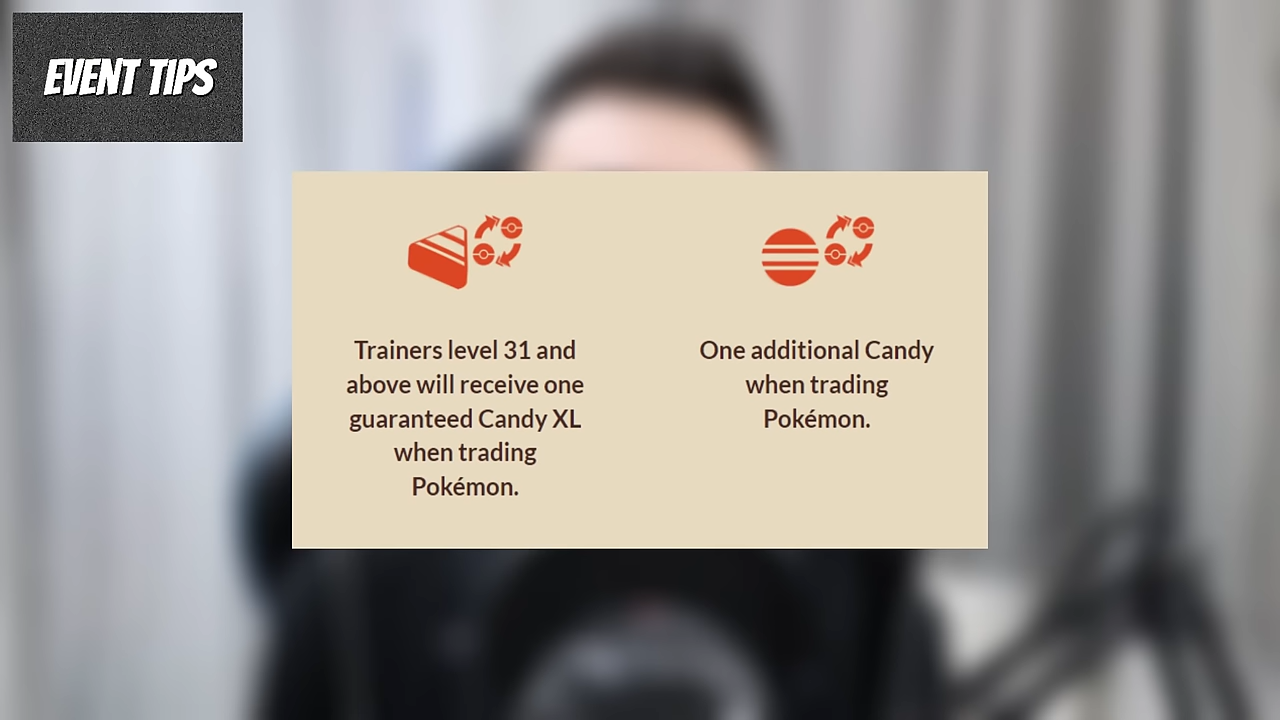 EVENT TIPS
Trainers level 31 and
above will receive one
guaranteed Candy XL
when trading
Pokémon.
One additional Candy
when trading
Pokémon.